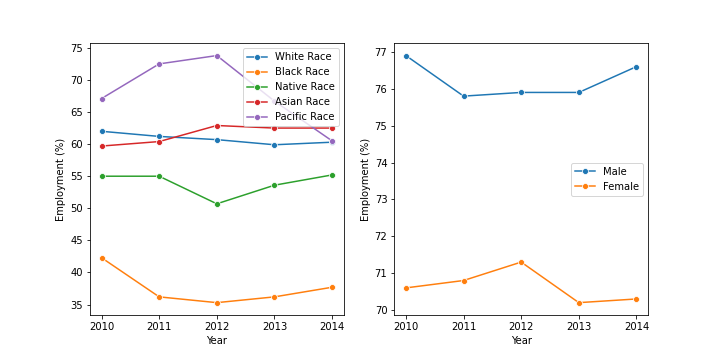 75
70
65
60
55
50
45
40
35
Employment (%)
2010 2011 2012 2013 2014
Year
White Race
Black Race
Native Race
Asian Race
Pacific Race
77
76
75
74
73
72
71
70
Employment (%)
2010 2011 2012 2013 2014
Year
Male
Female